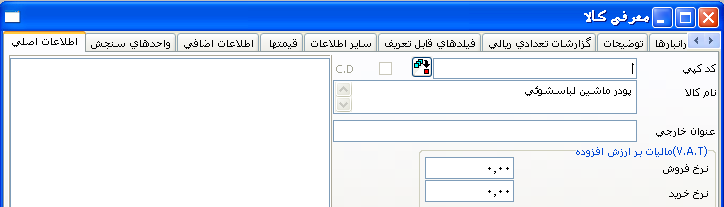 معرفي كالا
اطلاعات اصلي واحدهاي سنجش اطلاعات اضافي قيمتها ساير اطلاعات فيلدهاي قابل تعريف گزارشات تعدادي ريالي توضيحات رانبارها
كد كپي أ C.D
نام كالا پودر ماشين لباسشوئي
عنوان خارجي
ماليات بر ارزش افزوده(V.A.T)
نرخ فروش ۰,۰۰
نرخ خريد ۰,۰۰